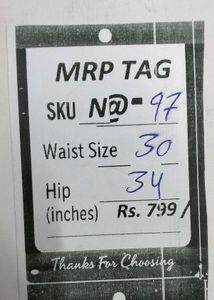 MRP TAG
SKU N@-97
Waist Size 30
Hip 34
(inches) Rs. 799/
Thanks For Choosing